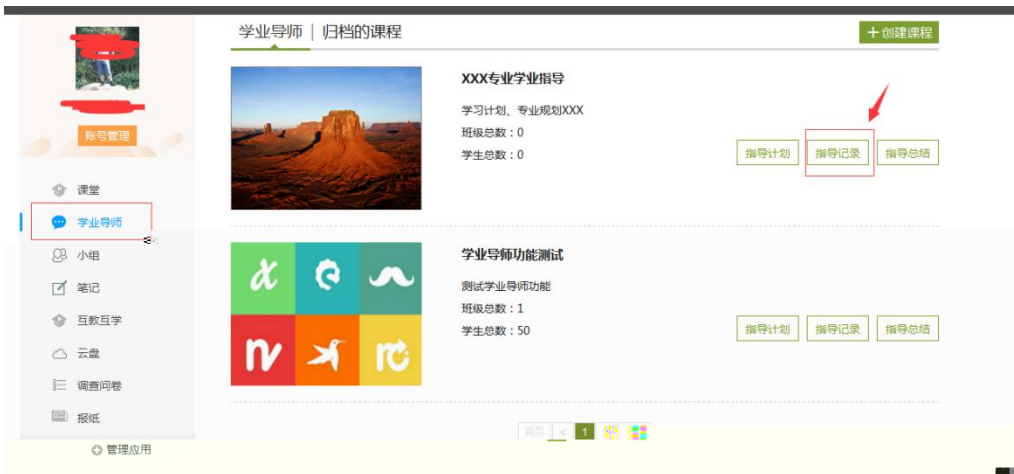 学业导师 | 归档的课程
+创建课程
账号管理
课堂
学业导师
小组
笔记
互教互学
云盘
调查问卷
报纸
管理应用
XXX专业学业指导
学习计划、专业规划XXX
班级总数：0
学生总数：0
指导计划 指导记录 指导总结
学业导师功能测试
测试学业导师功能
班级总数：1
学生总数：50
指导计划 指导记录 指导总结
首页 < 1